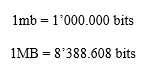 1mb = 1’000.000 bits
1MB = 8’388.608 bits